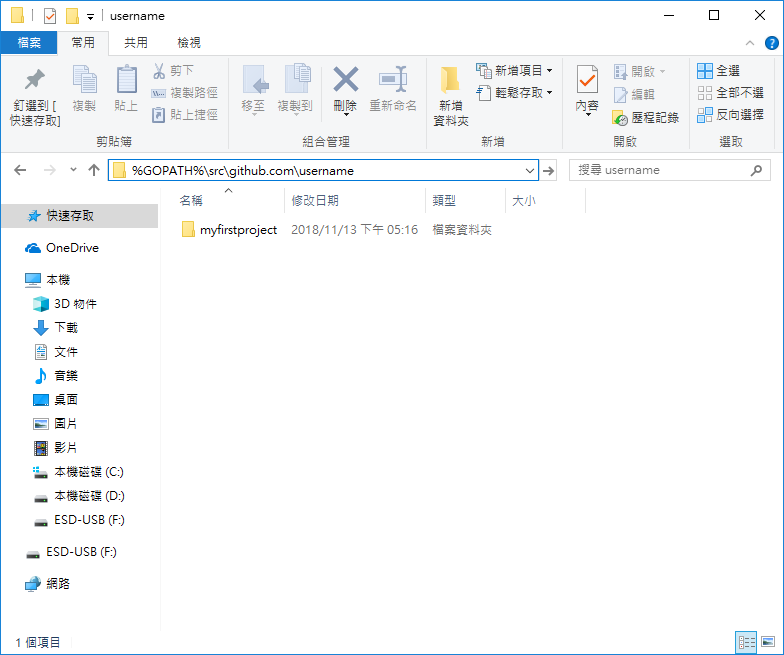 username
檔案 常用 共用 檢視
釘選到 [快速存取]
複製
貼上
剪下
複製路徑
貼上捷徑
剪貼簿
移至
複製到
刪除
重新命名
組合管理
新增資料夾
新增項目
輕鬆存取
新增
內容
開啟
編輯
歷程記錄
開啟
全選
全部不選
反向選擇
選取
%GOPATH%\src\github.com\username
搜尋 username
名稱 修改日期 類型 大小
myfirstproject 2018/11/13 下午 05:16 檔案資料夾
快速存取
OneDrive
本機
3D 物件
下載
文件
音樂
桌面
圖片
影片
本機磁碟 (C:)
本機磁碟 (D:)
ESD-USB (F:)
ESD-USB (F:)
網路
1 個項目